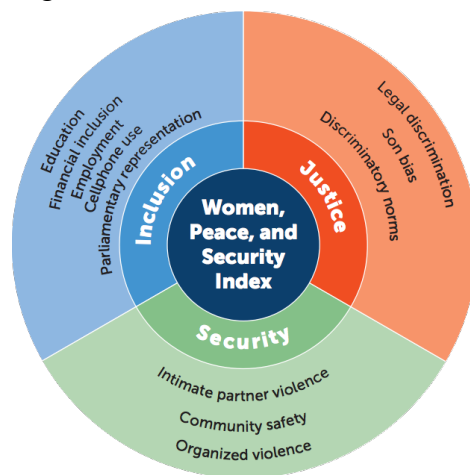 Education
Financial inclusion
Employment
Cellphone use
Parliamentary representation
Inclusion
Legal discrimination
Son bias
Discriminatory norms
Justice
Women,
Peace, and
Security
Index
Security
Intimate partner violence
Community safety
Organized violence